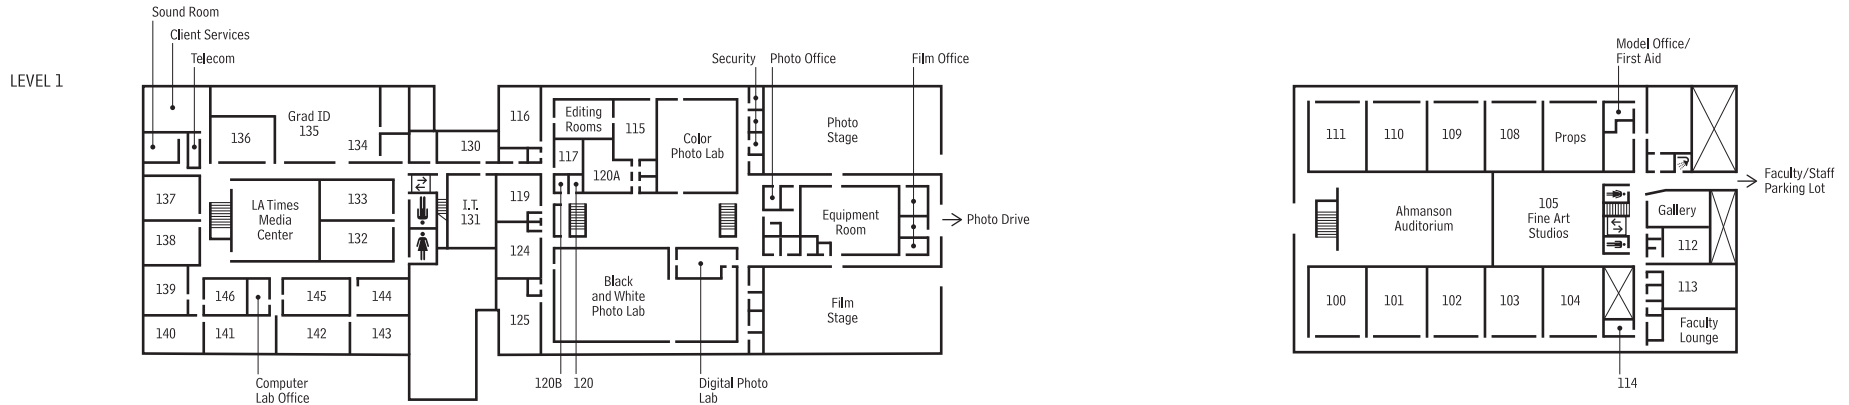 Sound Room
Client Services
Telecom
LEVEL 1
Security
Photo Office
Film Office
Model Office/
First Aid
Grad ID
135
136
134
130
116
Editing
Rooms
115
Color
Photo Lab
117
120A
Photo
Stage
137
138
139
140
LA Times
Media
Center
133
132
I.T.
131
119
124
125
Equipment
Room
Photo Drive
146
145
144
141
142
143
Black
and White
Photo Lab
Film
Stage
Computer
Lab Office
120B
120
Digital Photo
Lab
111
110
109
108
Props
Faculty/Staff
Parking Lot
Ahmanson
Auditorium
105
Fine Art
Studios
Gallery
112
100
101
102
103
104
113
Faculty
Lounge
114